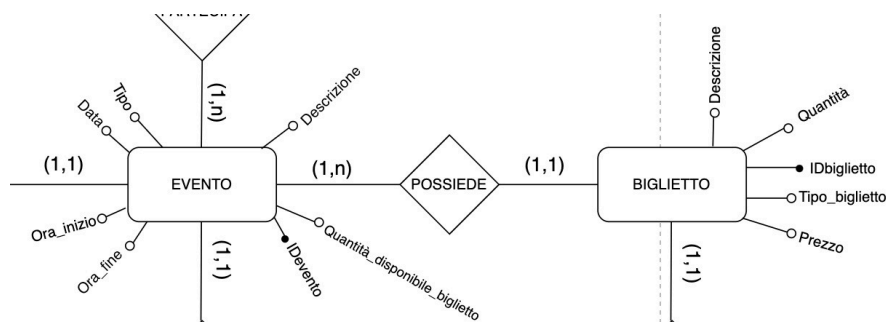 PARTECIPA
(1,n)
Tipo
Data
Descrizione
(1,1)
EVENTO
(1,n)
POSSIEDE
(1,1)
BIGLIETTO
Descrizione
Quantità
IDbiglietto
Tipo_biglietto
Prezzo
Ora_inizio
Ora_fine
(1,1)
IDevento
Quantità_disponibile_biglietto
(1,1)